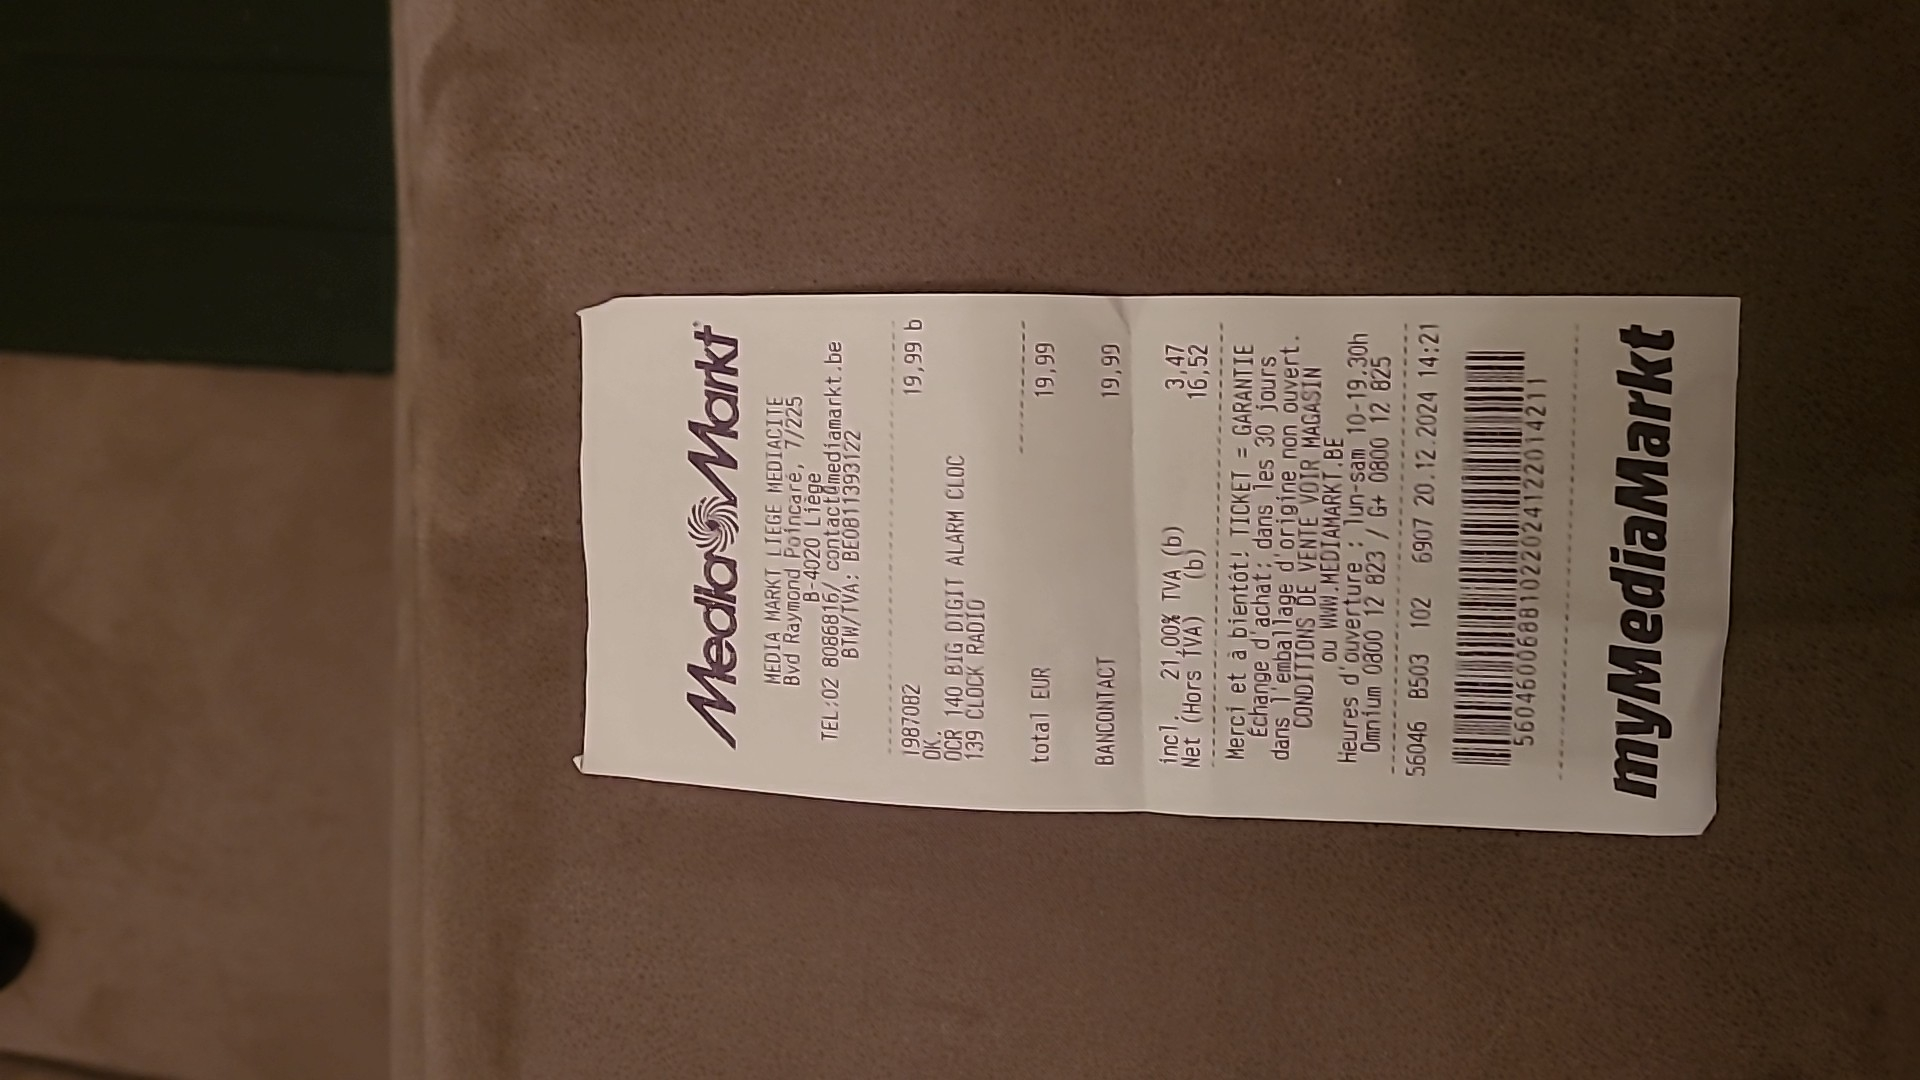 MediaMarkt
MEDIA MARKT LIEGE MEDIACITE
Bvd Raymond Poincaré, 7/225
B-4020 Liège
TEL:02 8086816/ contact@mediamarkt.be
BTW/TVA: BE0811393122
1987082 19,99 b
OK.
OCR 140 BIG DIGIT ALARM CLOC
139 CLOCK RADIO
total EUR 19,99
BANCONTACT 19,99
incl. 21,00% TVA (b) 3,47
Net (Hors TVA) (b) 16,52
Merci et à bientôt! TICKET = GARANTIE
Echange d'achat: dans les 30 jours
dans l'emballage d'origine non ouvert.
CONDITIONS DE VENTE VOIR MAGASIN
ou WWW.MEDIAMARKT.BE
Heures d'ouverture : lun-sam 10-19.30h
Omnium 0800 12 823 / G+ 0800 12 825
56046 B503 102 6907 20.12.2024 14:21
5604600688102202412201421 1
myMediaMarkt